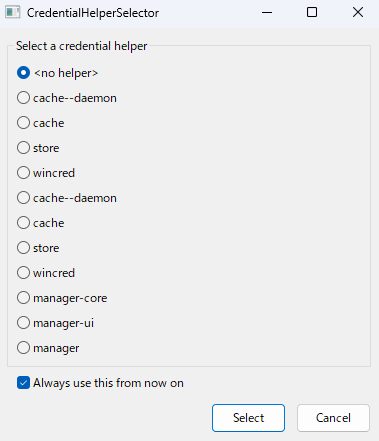 CredentialHelperSelector
Select a credential helper
<no helper>
cache--daemon
cache
store
wincred
cache--daemon
cache
store
wincred
manager-core
manager-ui
manager
Always use this from now on
Select
Cancel